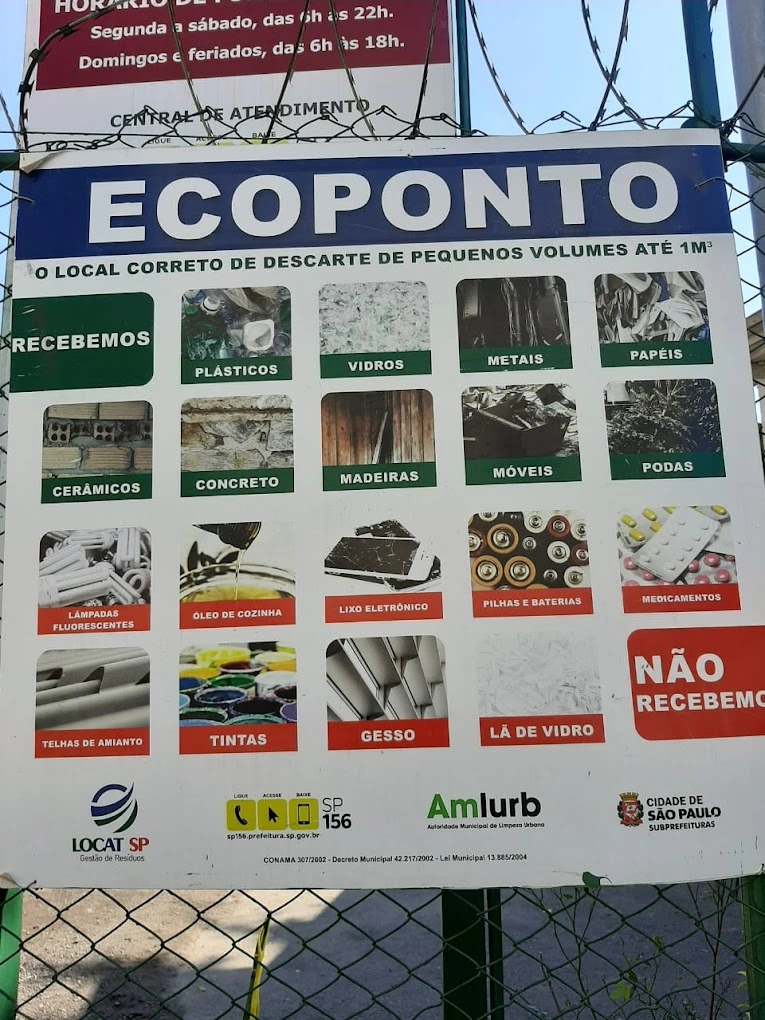 HORÁRIO DE
Segunda a sábado, das 6h às 22h.
Domingos e feriados, das 6h às 18h.
CENTRAL DE ATENDIMENTO
LIGUE BAIXE
ECOPONTO
O LOCAL CORRETO DE DESCARTE DE PEQUENOS VOLUMES ATÉ 1M³
RECEBEMOS
PLÁSTICOS
VIDROS
METAIS
PAPÉIS
CERÂMICOS
CONCRETO
MADEIRAS
MÓVEIS
PODAS
LÂMPADAS
FLUORESCENTES
ÓLEO DE COZINHA
LIXO ELETRÔNICO
PILHAS E BATERIAS
MEDICAMENTOS
TELHAS DE AMIANTO
TINTAS
GESSO
LÃ DE VIDRO
NÃO
RECEBEMO
LOCAT SP
Gestão de Resíduos
LIGUE ACESSE BAIXE
SP
156
sp156.prefeitura.sp.gov.br
Amlurb
Autoridade Municipal de Limpeza Urbana
CIDADE DE
SÃO PAULO
SUBPREFEITURAS
CONAMA 307/2002 - Decreto Municipal 42.217/2002 - Lei Municipal 13.885/2004